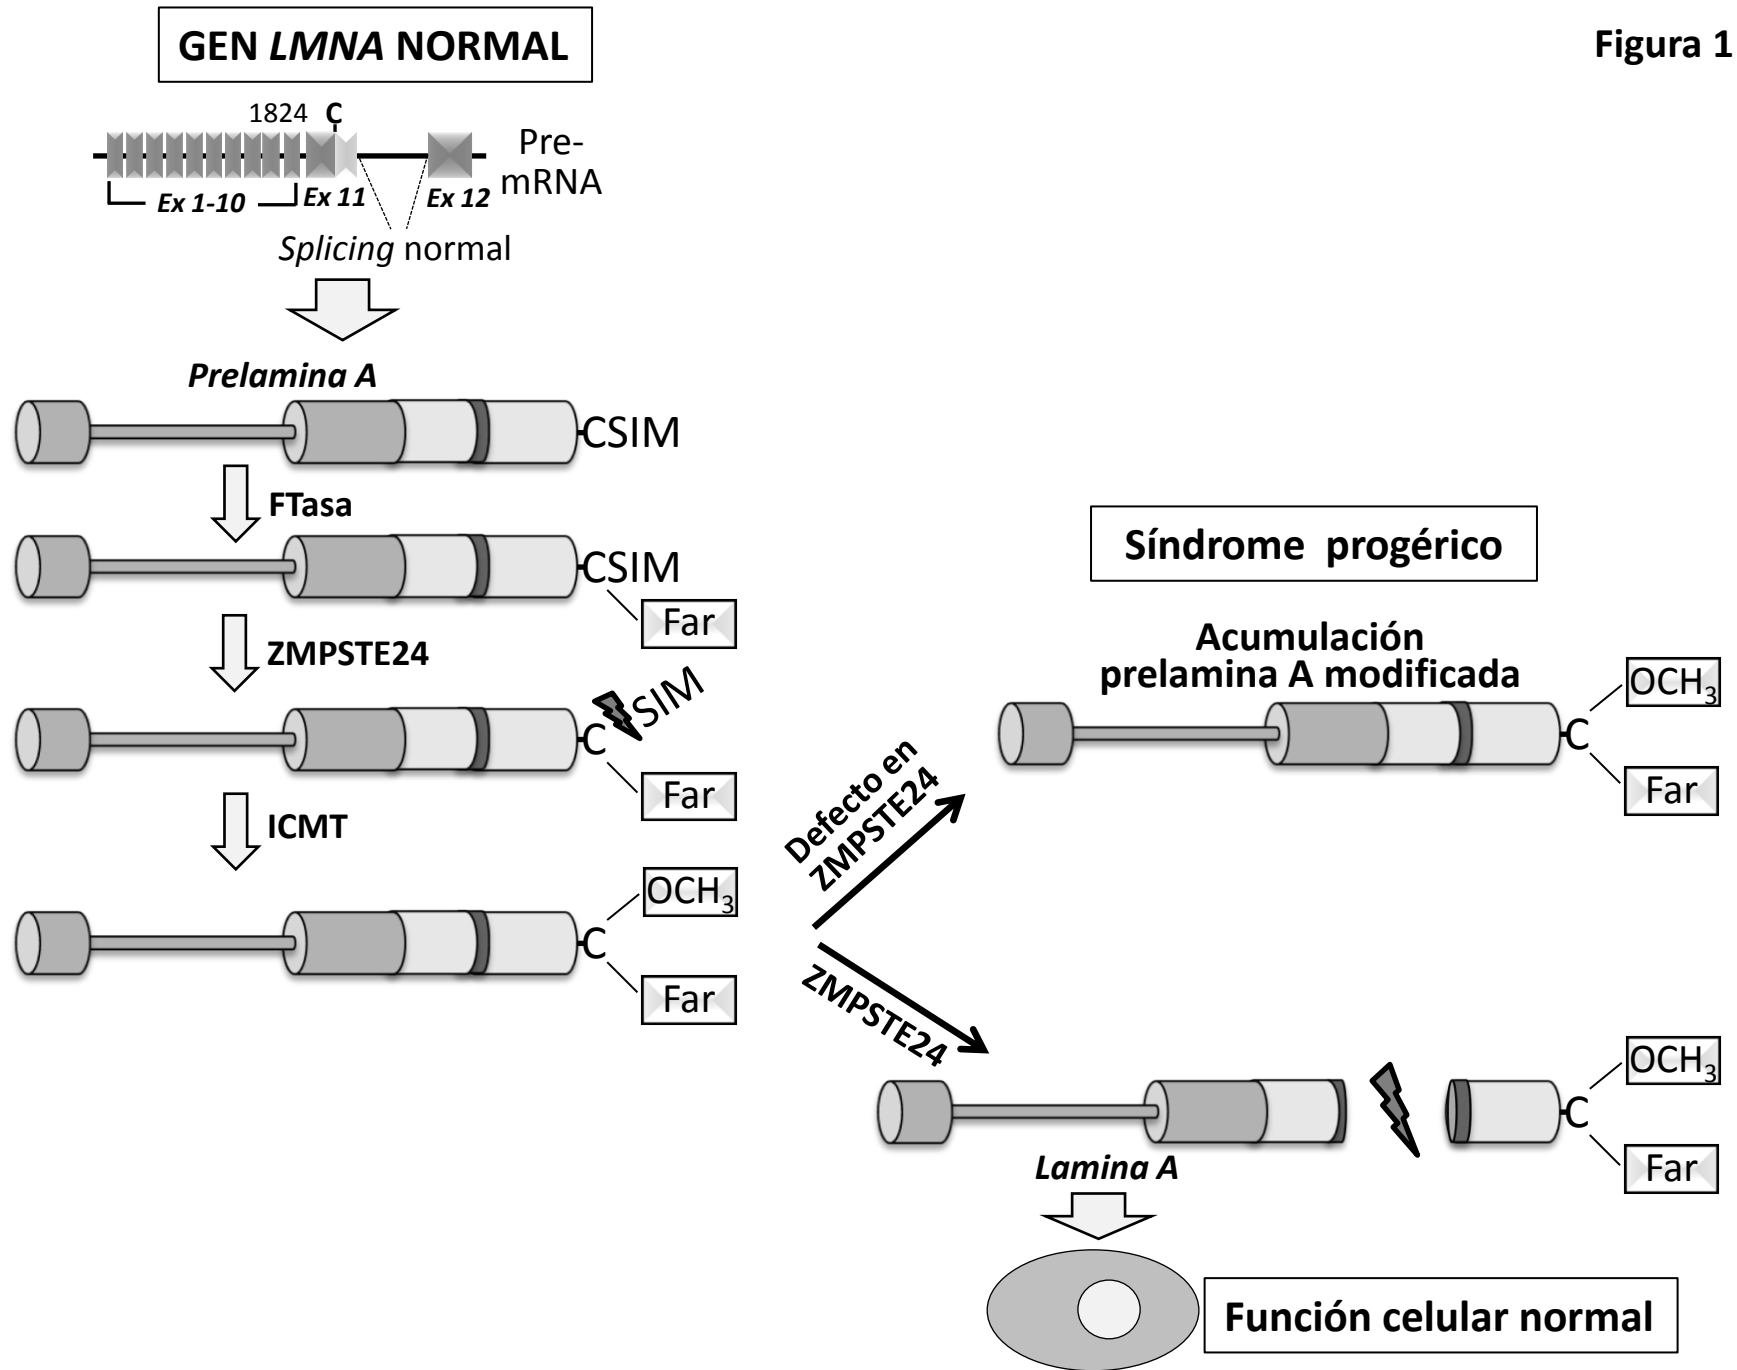 GEN LMNA NORMAL
Figura 1
1824 C
Pre-
mRNA
Ex 1-10 Ex 11 Ex 12
Splicing normal
Prelamina A
CSIM
FTasa
CSIM
Far
ZMPSTE24
SIM
C
Far
ICMT
OCH3
C
Far
Síndrome progérico
Acumulación
prelamina A modificada
OCH3
C
Far
Defecto en
ZMPSTE24
ZMPSTE24
OCH3
C
Far
Lamina A
Función celular normal